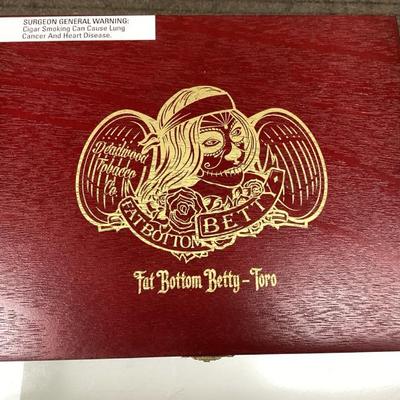 SURGEON GENERAL WARNING:
Cigar Smoking Can Cause Lung
Cancer And Heart Disease.
Deadwood
Tobacco
Co.
FAT BOTTOM
BETTY
Fat Bottom Betty - Toro